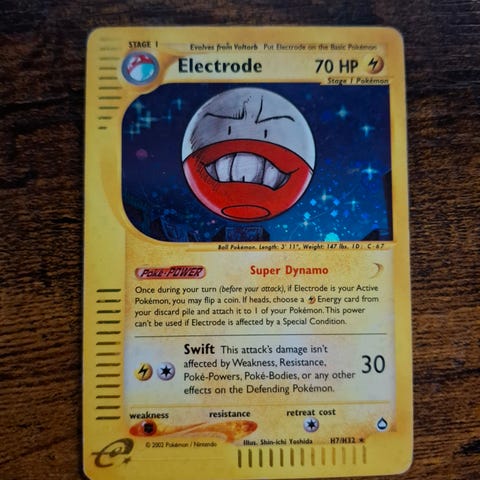 STAGE 1 Evolves from Voltorb Put Electrode on the Basic Pokémon
Electrode 70 HP
Stage 1 Pokémon
Ball Pokémon. Length: 3' 11", Weight: 147 lbs. ID: C-67
Poké-POWER Super Dynamo
Once during your turn (before your attack), if Electrode is your Active
Pokémon, you may flip a coin. If heads, choose a Energy card from
your discard pile and attach it to 1 of your Pokémon. This power
can't be used if Electrode is affected by a Special Condition.
Swift This attack's damage isn't
affected by Weakness, Resistance,
Poké-Powers, Poké-Bodies, or any other
effects on the Defending Pokémon.
30
weakness resistance retreat cost
e
© 2002 Pokémon / Nintendo Illus. Shin-ichi Yoshida H7/H32 ★